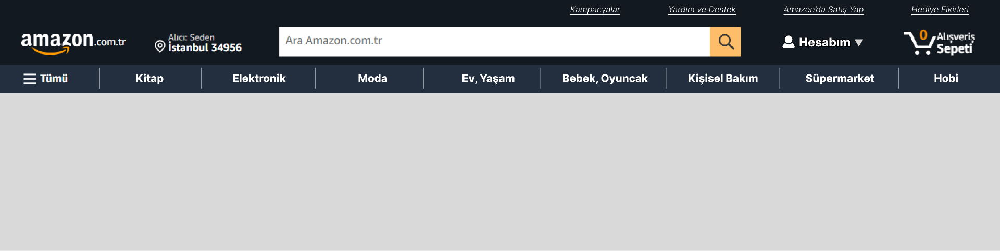 Kampanyalar
Yardım ve Destek
Amazon'da Satış Yap
Hediye Fikirleri
amazon.com.tr
Alıcı: Seden
İstanbul 34956
Ara Amazon.com.tr
Hesabım
0
Alışveriş
Sepeti
Tümü
Kitap
Elektronik
Moda
Ev, Yaşam
Bebek, Oyuncak
Kişisel Bakım
Süpermarket
Hobi